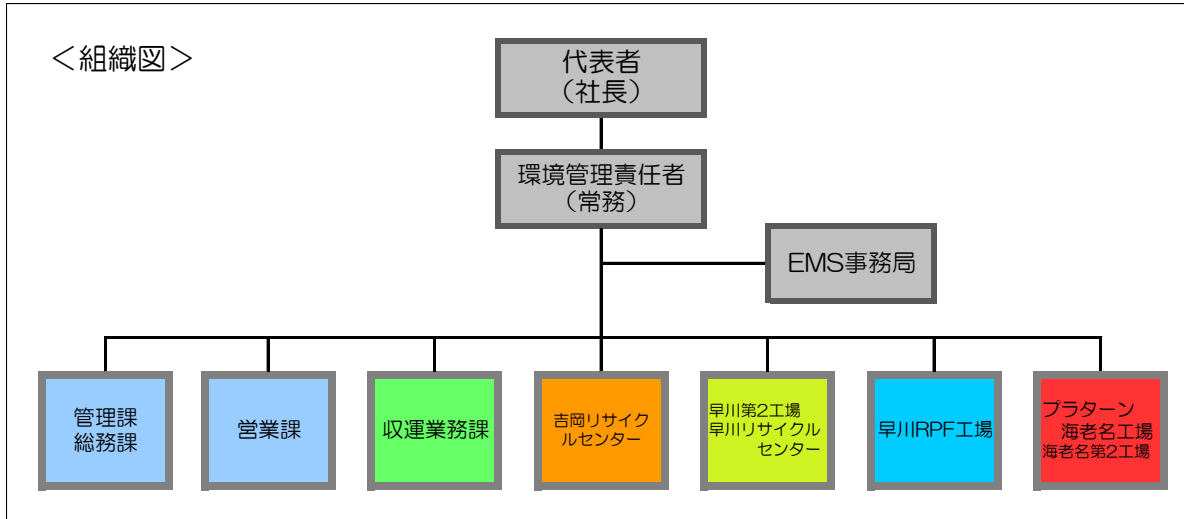 ＜組織図＞
代表者
（社長）
環境管理責任者
（常務）
EMS事務局
管理課
総務課
営業課
収運業務課
吉岡リサイク
ルセンター
早川第2工場
早川リサイクル
センター
早川RPF工場
プラターン
海老名工場
海老名第2工場